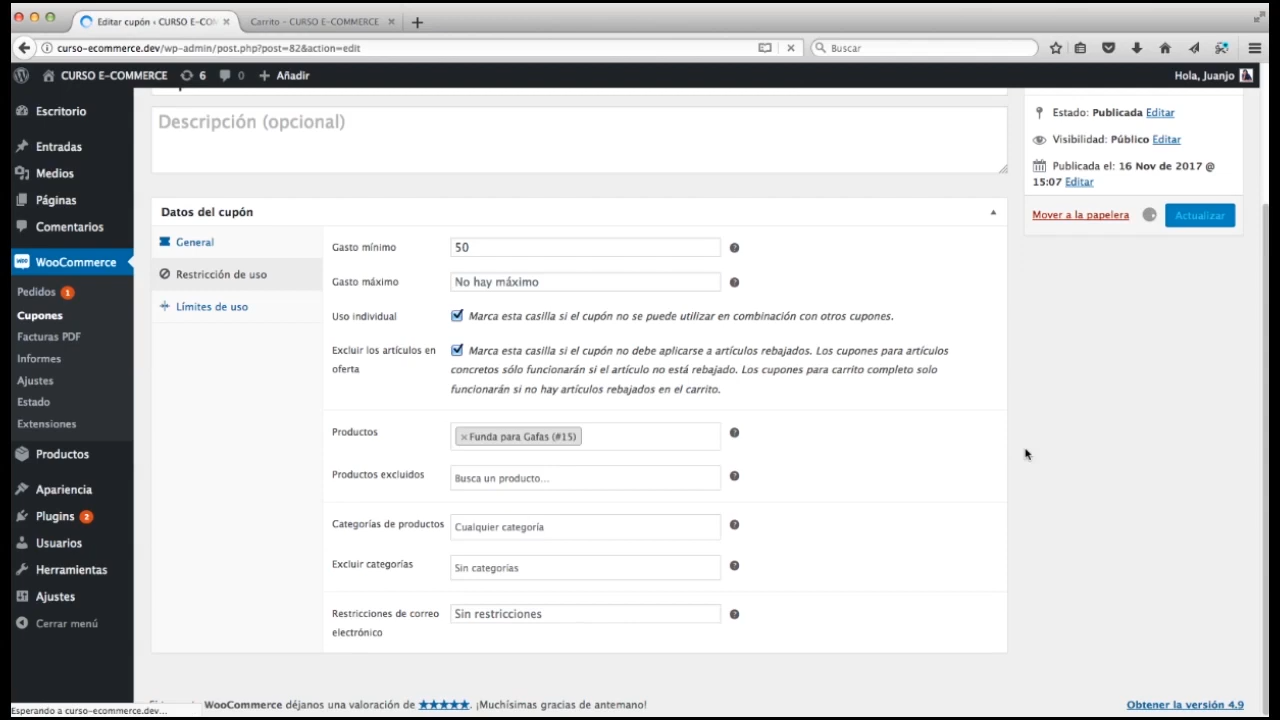 Editar cupón ‹ CURSO E-CON
Carrito – CURSO E-COMMERCE
curso-ecommerce.dev/wp-admin/post.php?post=82&action=edit
Buscar
CURSO E-COMMERCE
6
0
Añadir
Hola, Juanjo
Escritorio
Entradas
Medios
Páginas
Comentarios
WooCommerce
Pedidos 1
Cupones
Facturas PDF
Informes
Ajustes
Estado
Extensiones
Productos
Apariencia
Plugins 2
Usuarios
Herramientas
Ajustes
Cerrar menú
Descripción (opcional)
Datos del cupón
General
Restricción de uso
Límites de uso
Gasto mínimo
50
Gasto máximo
No hay máximo
Uso individual
Marca esta casilla si el cupón no se puede utilizar en combinación con otros cupones.
Excluir los artículos en
oferta
Marca esta casilla si el cupón no debe aplicarse a artículos rebajados. Los cupones para artículos
concretos sólo funcionarán si el artículo no está rebajado. Los cupones para carrito completo solo
funcionarán si no hay artículos rebajados en el carrito.
Productos
×Funda para Gafas (#15)
Productos excluidos
Busca un producto...
Categorías de productos
Cualquier categoría
Excluir categorías
Sin categorías
Restricciones de correo
electrónico
Sin restricciones
Estado: Publicada Editar
Visibilidad: Público Editar
Publicada el: 16 Nov de 2017 @
15:07 Editar
Mover a la papelera
Actualizar
WooCommerce déjanos una valoración de ★★★★★. ¡Muchísimas gracias de antemano!
Obtener la versión 4.9
Esperando a curso-ecommerce.dev...